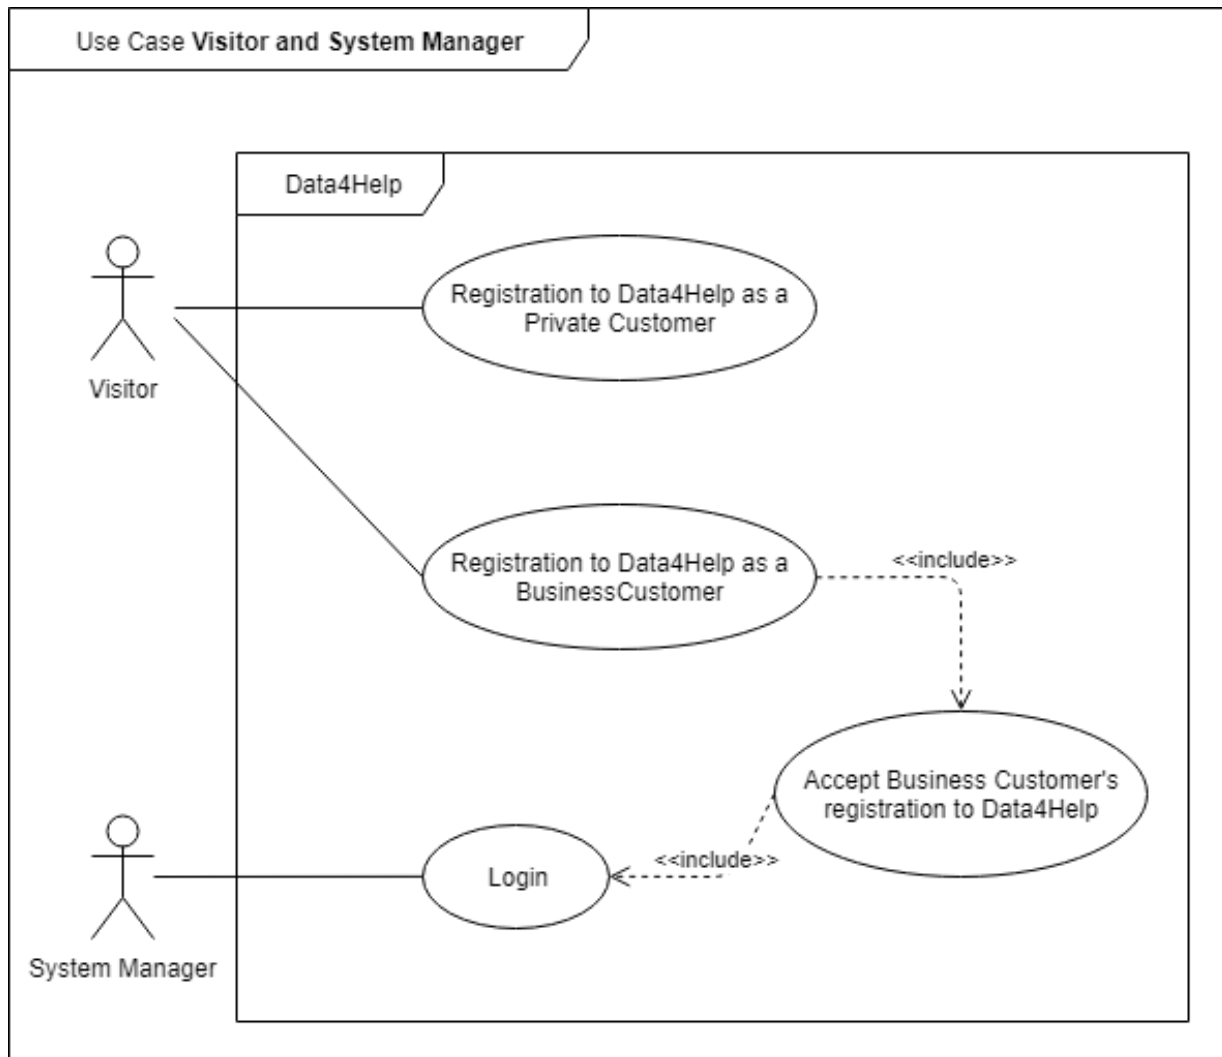 Use Case Visitor and System Manager
Data4Help
Registration to Data4Help as a
Private Customer
Visitor
Registration to Data4Help as a
BusinessCustomer
<<include>>
Accept Business Customer's
registration to Data4Help
<<include>>
Login
System Manager